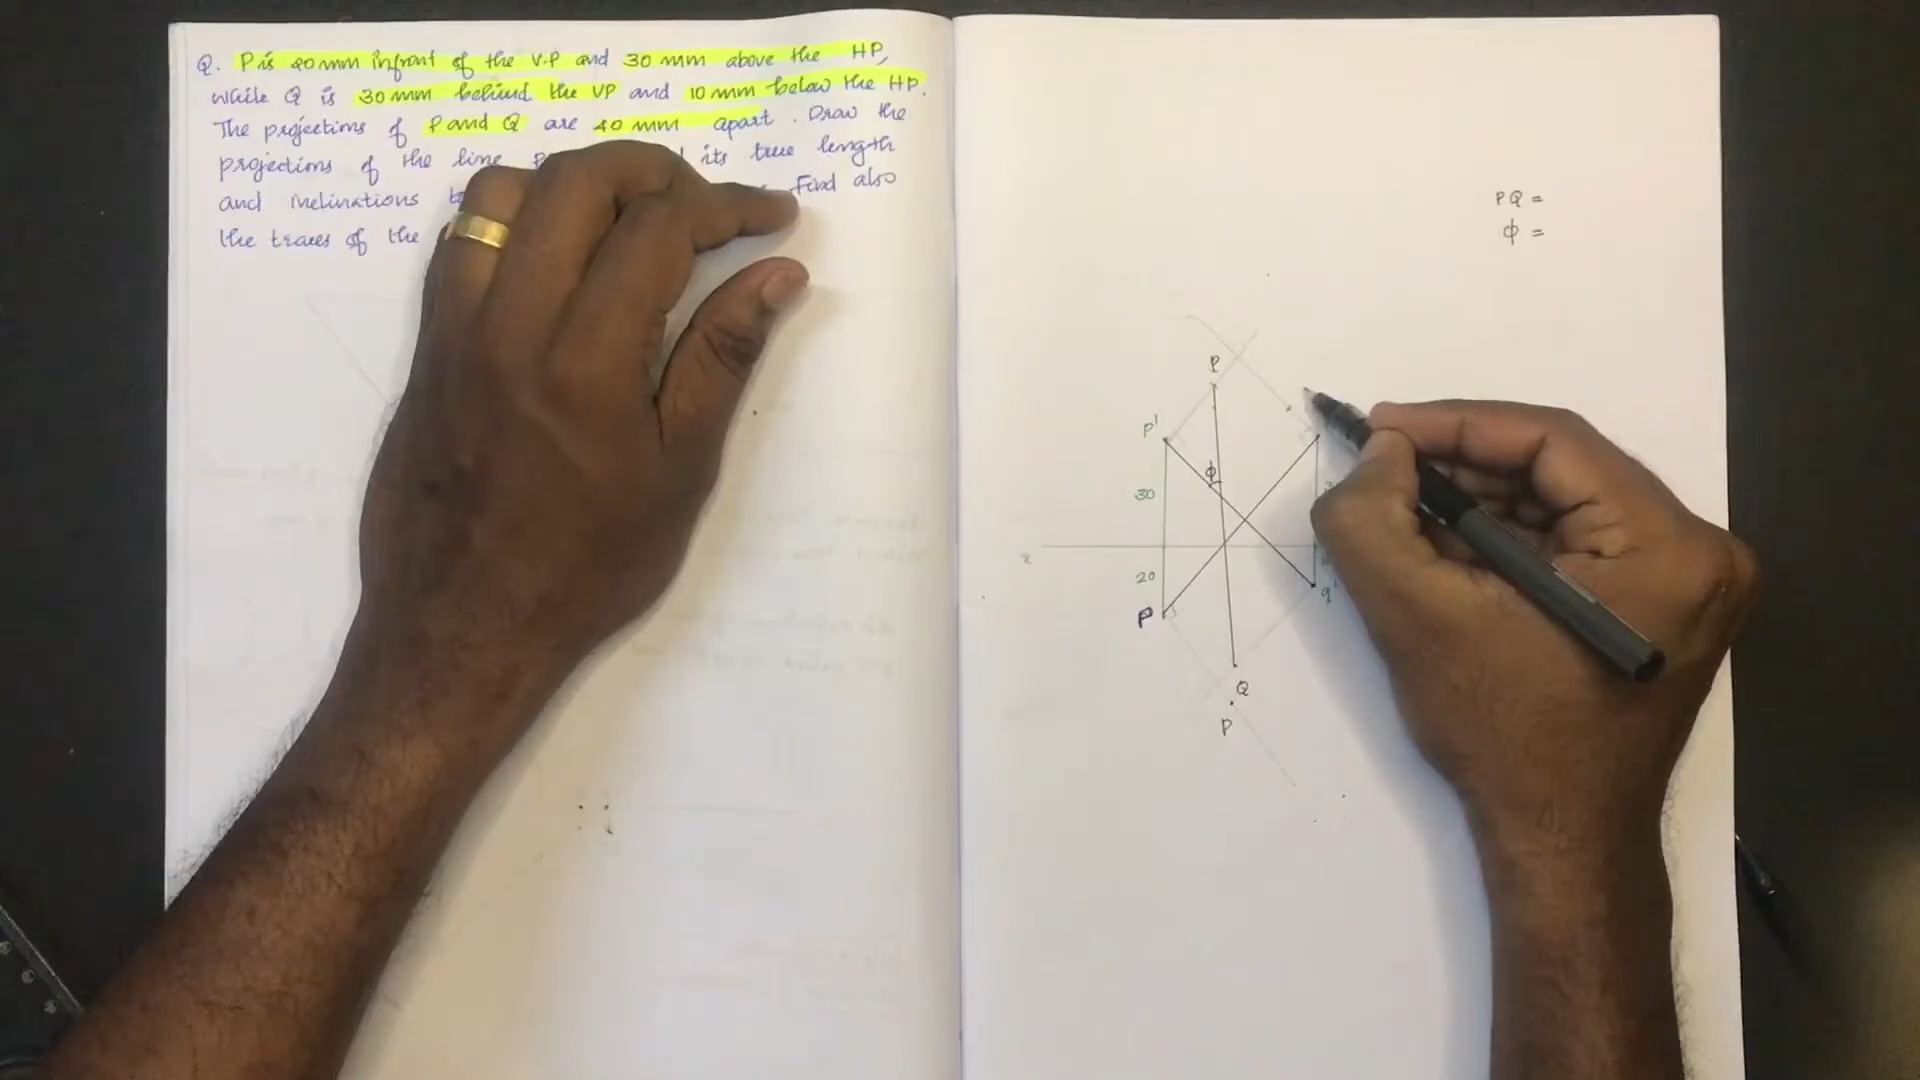 Q. P is 20mm infront of the V.P and 30 mm above the HP,
While Q is 30 mm behind the VP and 10 mm below the HP.
The projections of P and Q are 40 mm apart. Draw the
projections of the line its true length
and inclinations Find also
the traces of the
PQ =
φ =
P
P'
φ
30
x
20
q'
P
Q
P